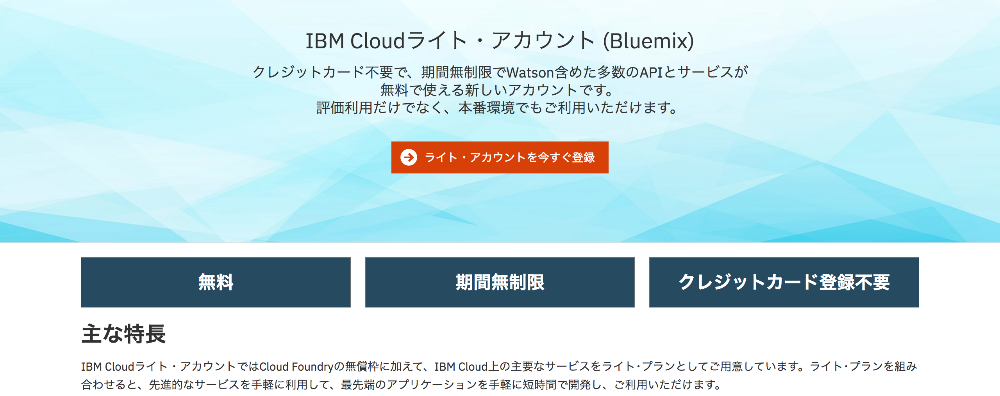 IBM Cloudライト・アカウント (Bluemix)
クレジットカード不要で、期間無制限でWatson含めた多数のAPIとサービスが
無料で使える新しいアカウントです。
評価利用だけでなく、本番環境でもご利用いただけます。
ライト・アカウントを今すぐ登録
無料
期間無制限
クレジットカード登録不要
主な特長
IBM Cloudライト・アカウントではCloud Foundryの無償枠に加えて、IBM Cloud上の主要なサービスをライト･プランとしてご用意しています。ライト･プランを組み
合わせると、先進的なサービスを手軽に利用して、最先端のアプリケーションを手軽に短時間で開発し、ご利用いただけます。